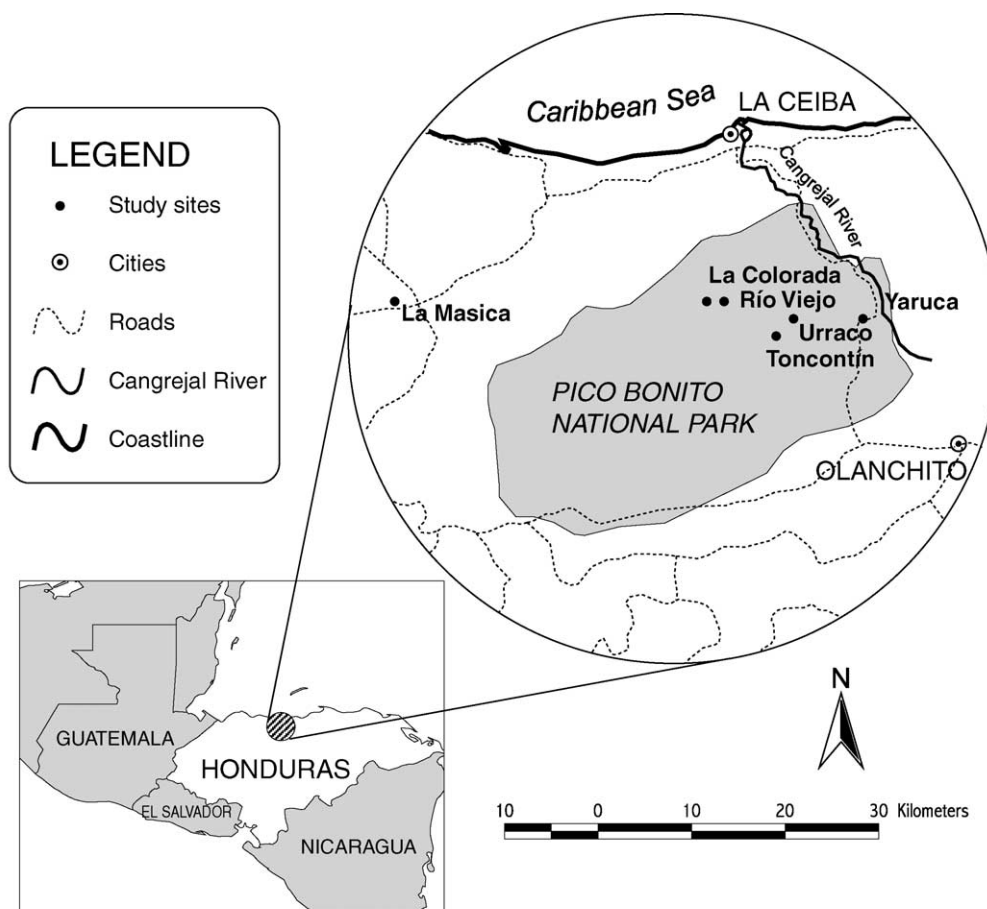 Caribbean Sea
LA CEIBA
Cangrejal River
LEGEND
Study sites
Cities
Roads
Cangrejal River
Coastline
La Colorada
Río Viejo
Yaruca
La Masica
Urraco
Toncontín
PICO BONITO
NATIONAL PARK
OLANCHITO
GUATEMALA
HONDURAS
EL SALVADOR
NICARAGUA
N
10 0 10 20 30 Kilometers